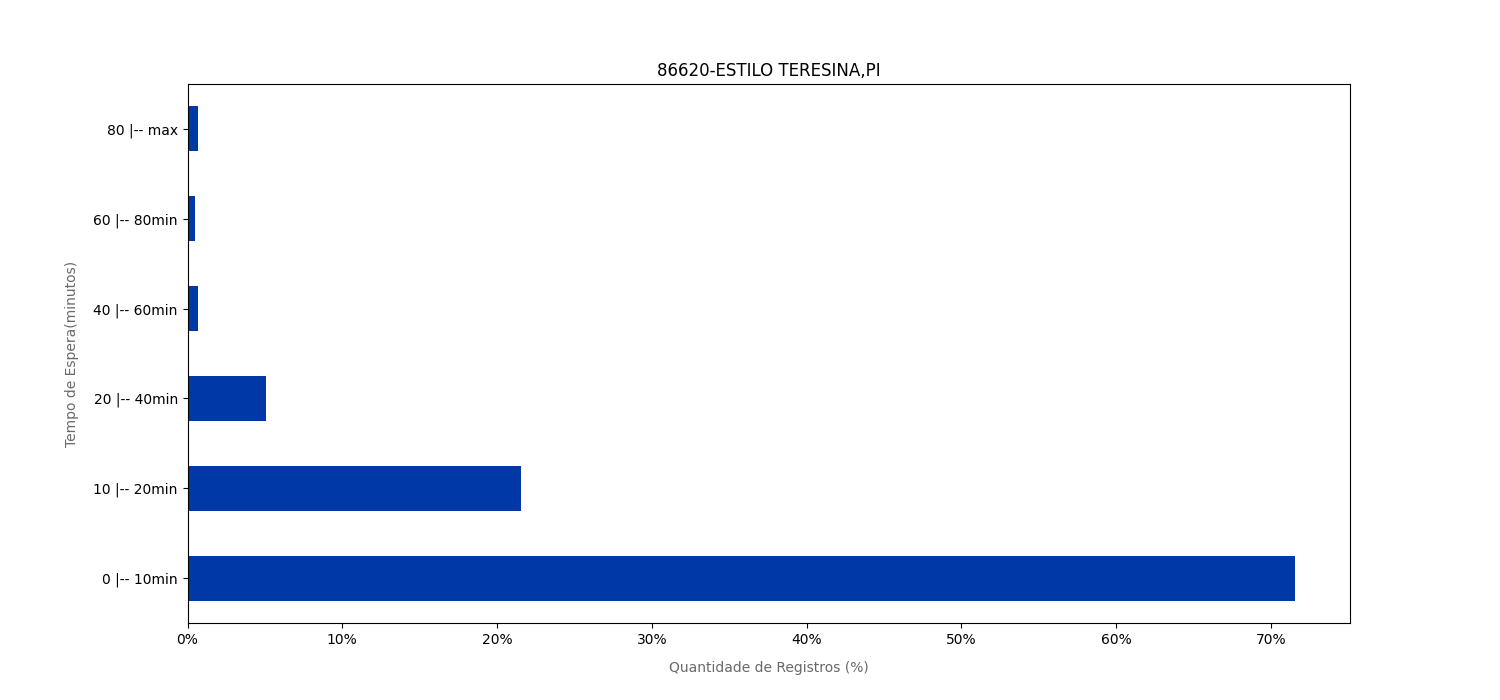 86620-ESTILO TERESINA,PI
80 |-- max
60 |-- 80min
40 |-- 60min
20 |-- 40min
10 |-- 20min
0 |-- 10min
Tempo de Espera(minutos)
0% 10% 20% 30% 40% 50% 60% 70%
Quantidade de Registros (%)